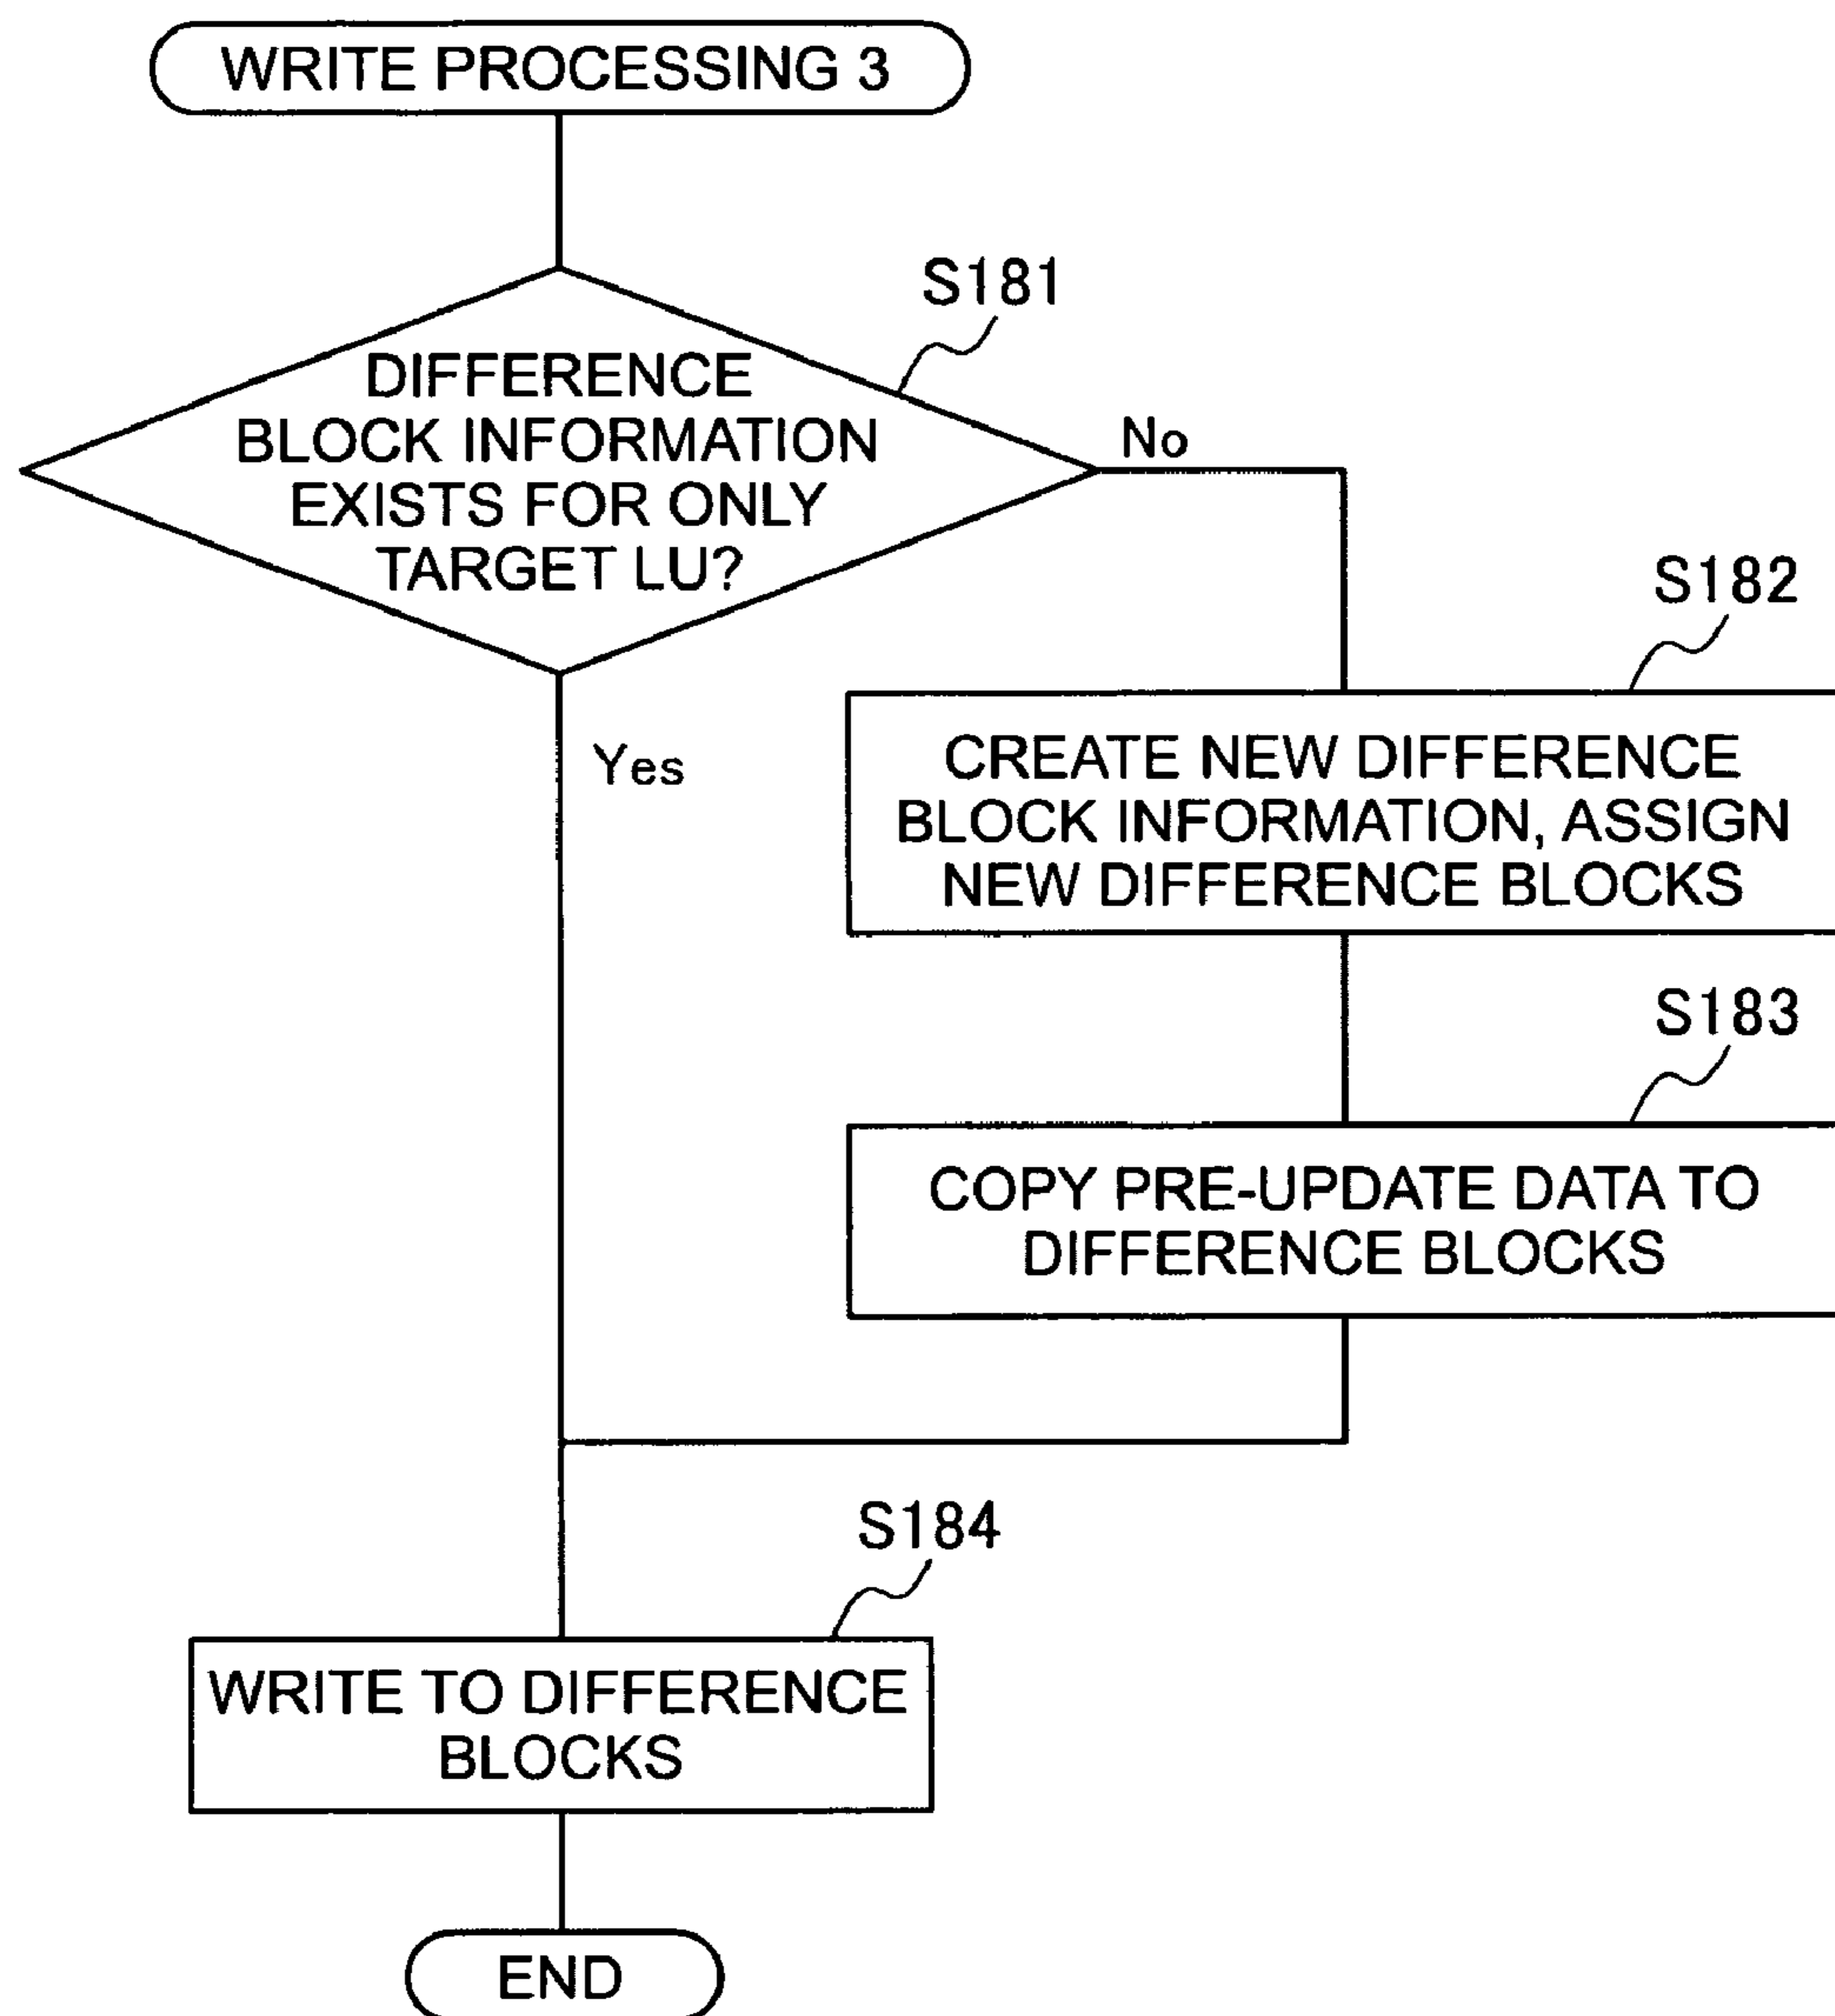 WRITE PROCESSING 3
S181
DIFFERENCE
BLOCK INFORMATION
EXISTS FOR ONLY
TARGET LU?
No
Yes
S182
CREATE NEW DIFFERENCE
BLOCK INFORMATION, ASSIGN
NEW DIFFERENCE BLOCKS
S183
COPY PRE-UPDATE DATA TO
DIFFERENCE BLOCKS
S184
WRITE TO DIFFERENCE
BLOCKS
END